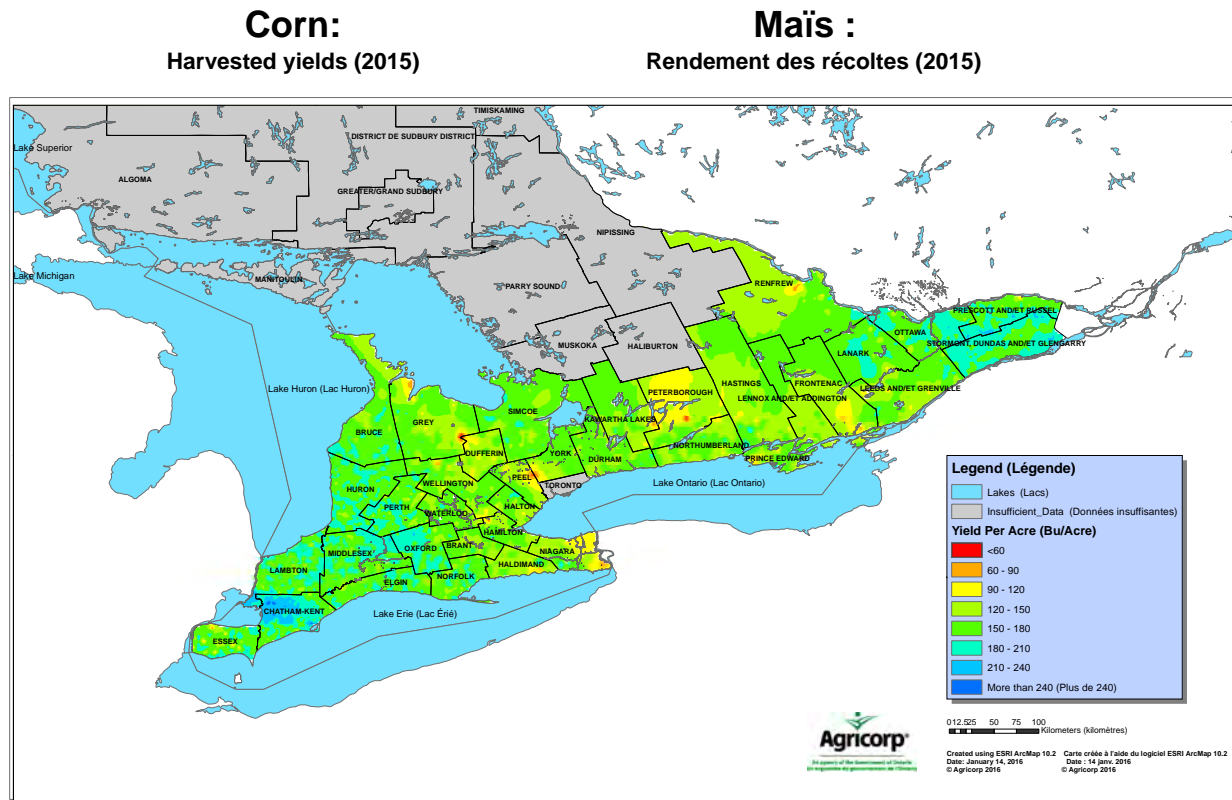 Corn:
Harvested yields (2015)
Maïs :
Rendement des récoltes (2015)
TIMISKAMING
DISTRICT DE SUDBURY DISTRICT
Lake Superior
ALGOMA
GREATER/GRAND SUDBURY
NIPISSING
Lake Michigan
MANITOULIN
PARRY SOUND
RENFREW
PRESCOTT AND/ET RUSSEL
OTTAWA
STORMONT, DUNDAS AND/ET GLENGARRY
MUSKOKA
HALIBURTON
LANARK
Lake Huron (Lac Huron)
HASTINGS
FRONTENAC
LEEDS AND/ET GRENVILLE
PETERBOROUGH
LENNOX AND/ET ADDINGTON
SIMCOE
KAWARTHA LAKES
GREY
BRUCE
NORTHUMBERLAND
DUFFERIN
YORK
DURHAM
PRINCE EDWARD
PEEL
TORONTO
Lake Ontario (Lac Ontario)
WELLINGTON
HURON
PERTH
WATERLOO
HALTON
HAMILTON
BRANT
OXFORD
MIDDLESEX
NIAGARA
HALDIMAND
LAMBTON
NORFOLK
ELGIN
CHATHAM-KENT
Lake Erie (Lac Érié)
ESSEX
Legend (Légende)
Lakes (Lacs)
Insufficient_Data (Données insuffisantes)
Yield Per Acre (Bu/Acre)
<60
60 - 90
90 - 120
120 - 150
150 - 180
180 - 210
210 - 240
More than 240 (Plus de 240)
Agricorp
0 12.5 25 50 75 100
Kilometers (kilomètres)
Created using ESRI ArcMap 10.2
Date: January 14, 2016
© Agricorp 2016
Carte créée à l'aide du logiciel ESRI ArcMap 10.2
Date : 14 janv. 2016
© Agricorp 2016